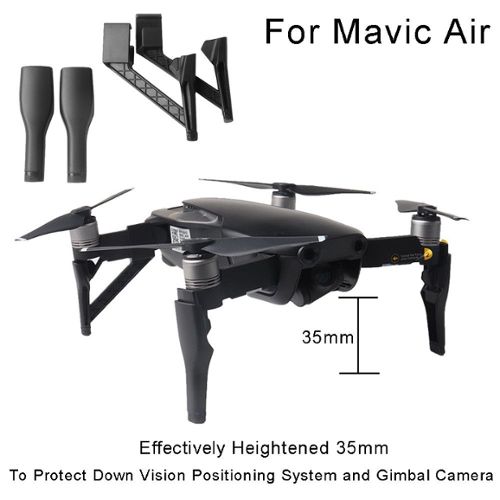 For Mavic Air
35mm
Effectively Heightened 35mm
To Protect Down Vision Positioning System and Gimbal Camera